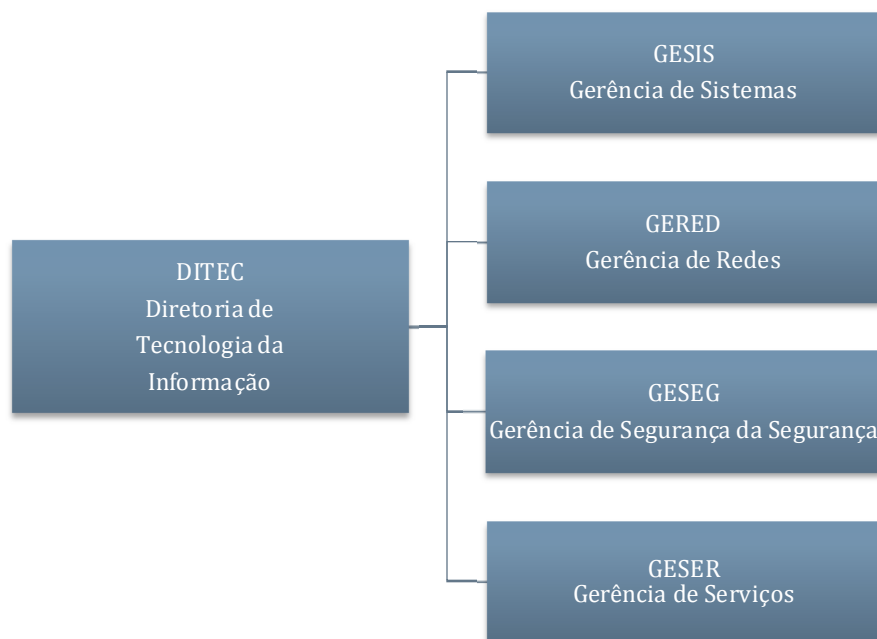 DITEC
Diretoria de
Tecnologia da
Informação
GESIS
Gerência de Sistemas
GERED
Gerência de Redes
GESEG
Gerência de Segurança da Segurança
GESER
Gerência de Serviços